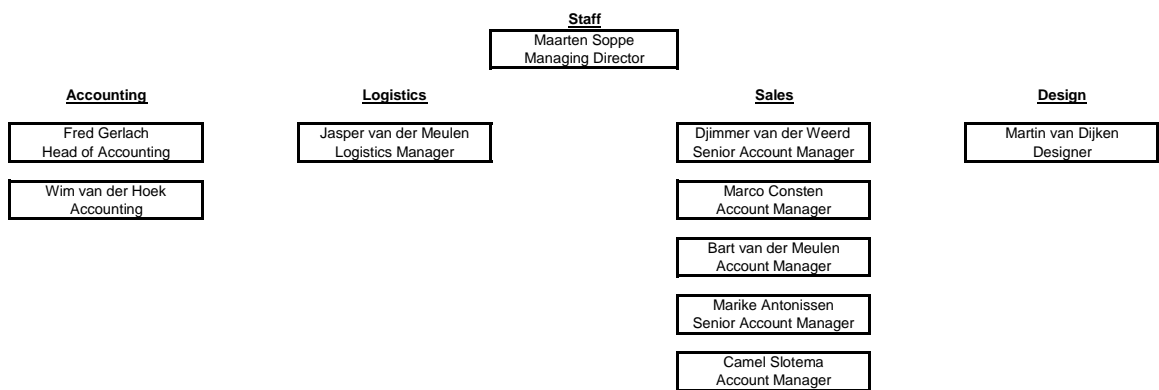 Staff
Maarten Soppe
Managing Director
Accounting
Logistics
Sales
Design
Fred Gerlach
Head of Accounting
Jasper van der Meulen
Logistics Manager
Djimmer van der Weerd
Senior Account Manager
Martin van Dijken
Designer
Wim van der Hoek
Accounting
Marco Consten
Account Manager
Bart van der Meulen
Account Manager
Marike Antonissen
Senior Account Manager
Camel Slotema
Account Manager